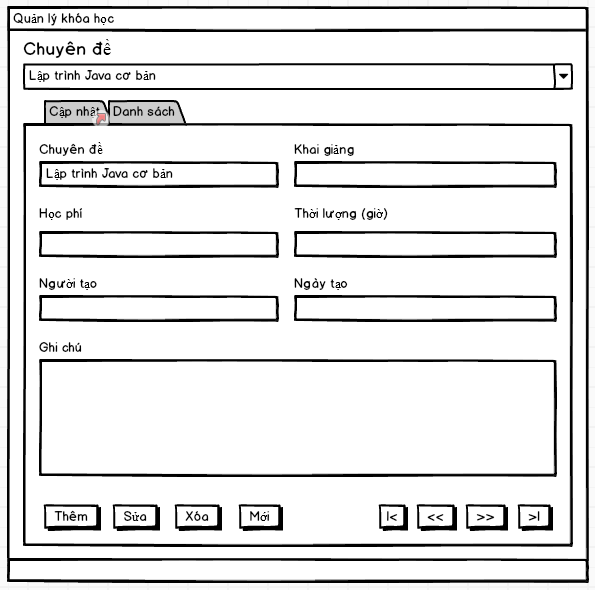 Quản lý khóa học
Chuyên đề
Lập trình Java cơ bản
Cập nhật Danh sách
Chuyên đề Khai giảng
Lập trình Java cơ bản
Học phí Thời lượng (giờ)
Người tạo Ngày tạo
Ghi chú
Thêm Sửa Xóa Mới |< << >> >|